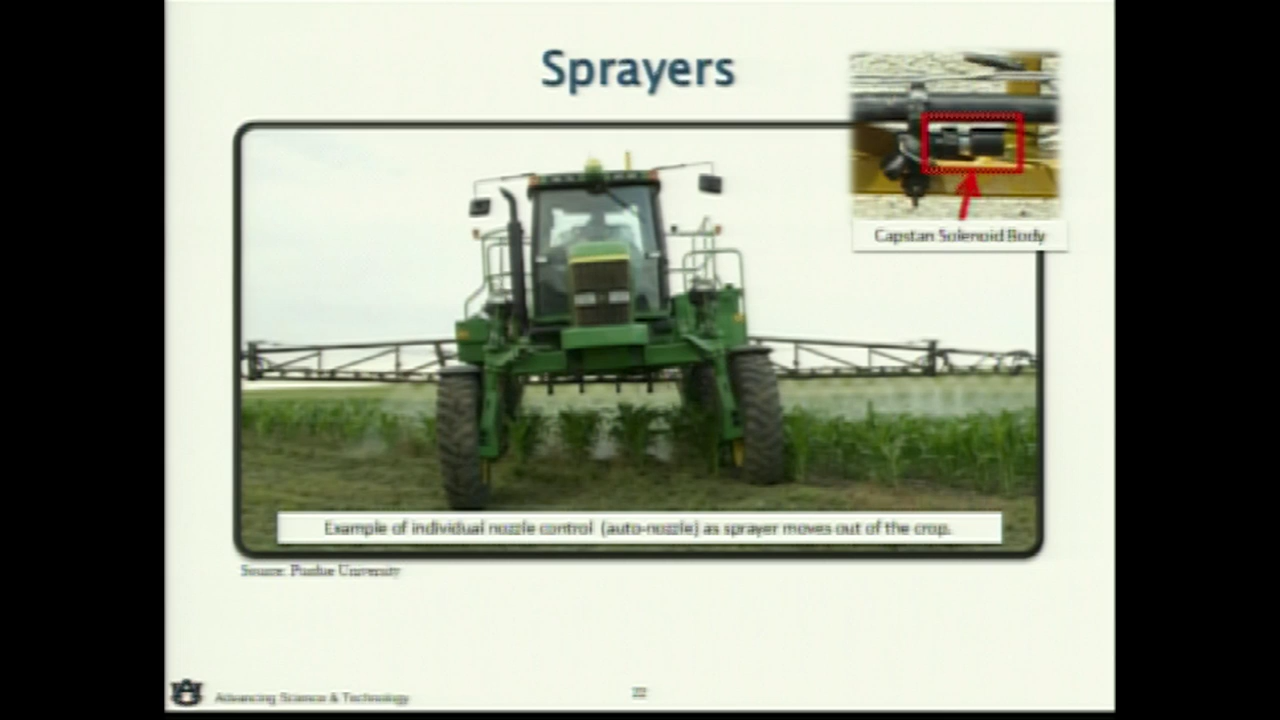 Sprayers
Capstan Solenoid Body
Example of individual nozzle control (auto-nozzle) as sprayer moves out of the crop.
Source: Purdue University
Advancing Science & Technology
22